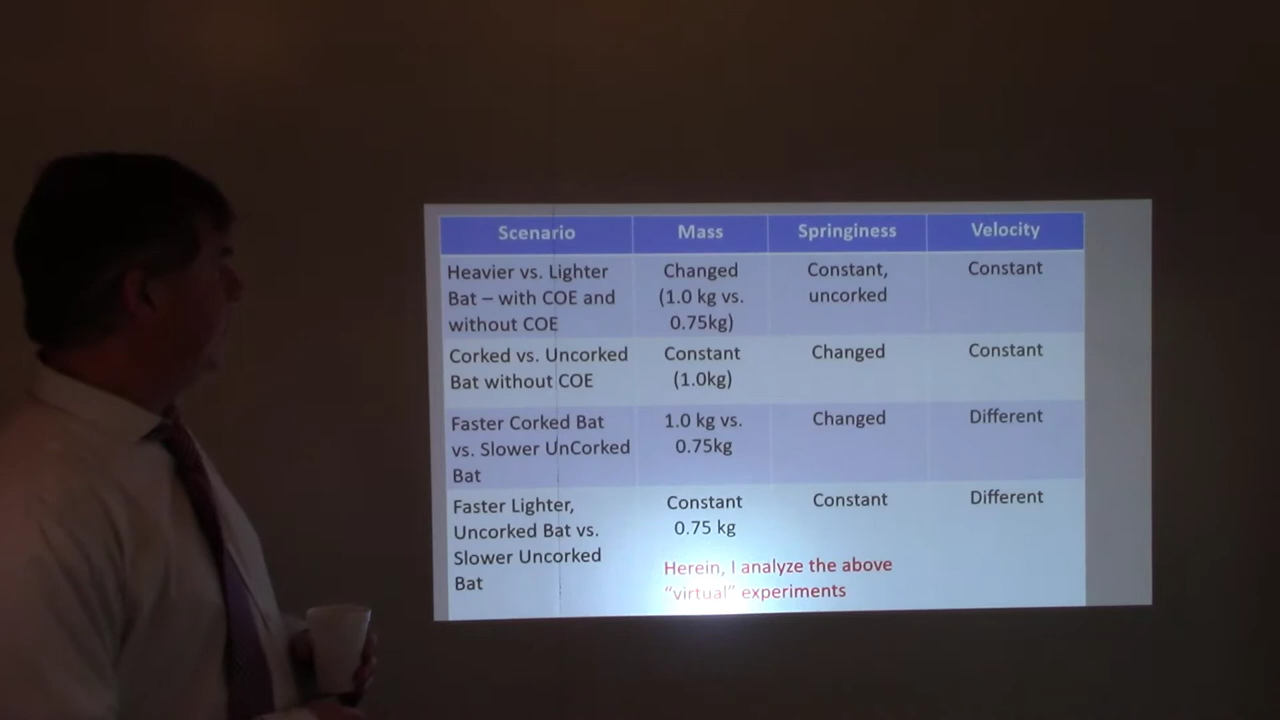 Scenario
Mass
Springiness
Velocity
Heavier vs. Lighter
Bat – with COE and
without COE
Changed
(1.0 kg vs.
0.75kg)
Constant,
uncorked
Constant
Corked vs. Uncorked
Bat without COE
Constant
(1.0kg)
Changed
Constant
Faster Corked Bat
vs. Slower UnCorked
Bat
1.0 kg vs.
0.75kg
Changed
Different
Faster Lighter,
Uncorked Bat vs.
Slower Uncorked
Bat
Constant
0.75 kg
Constant
Different
Herein, I analyze the above
“virtual” experiments